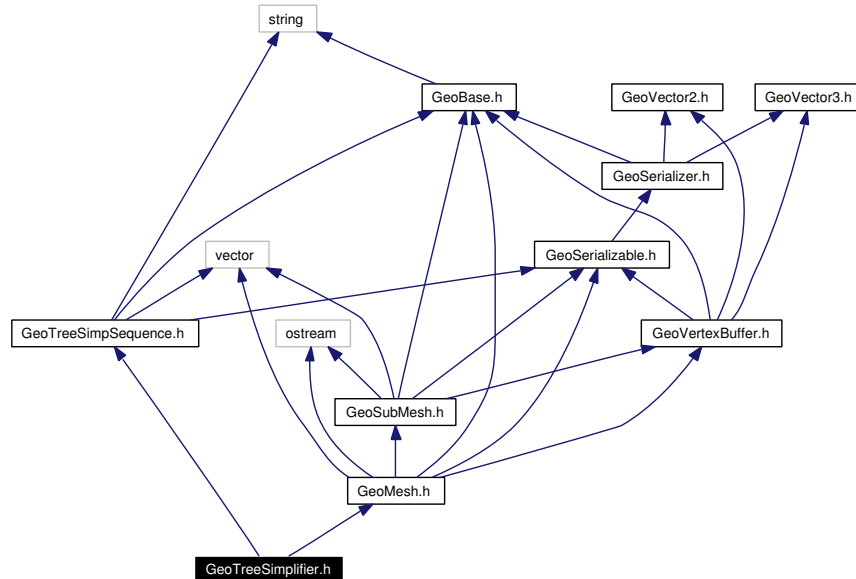 string
GeoBase.h
GeoVector2.h
GeoVector3.h
GeoSerializer.h
vector
GeoSerializable.h
GeoTreeSimpSequence.h
ostream
GeoVertexBuffer.h
GeoSubMesh.h
GeoMesh.h
GeoTreeSimplifier.h